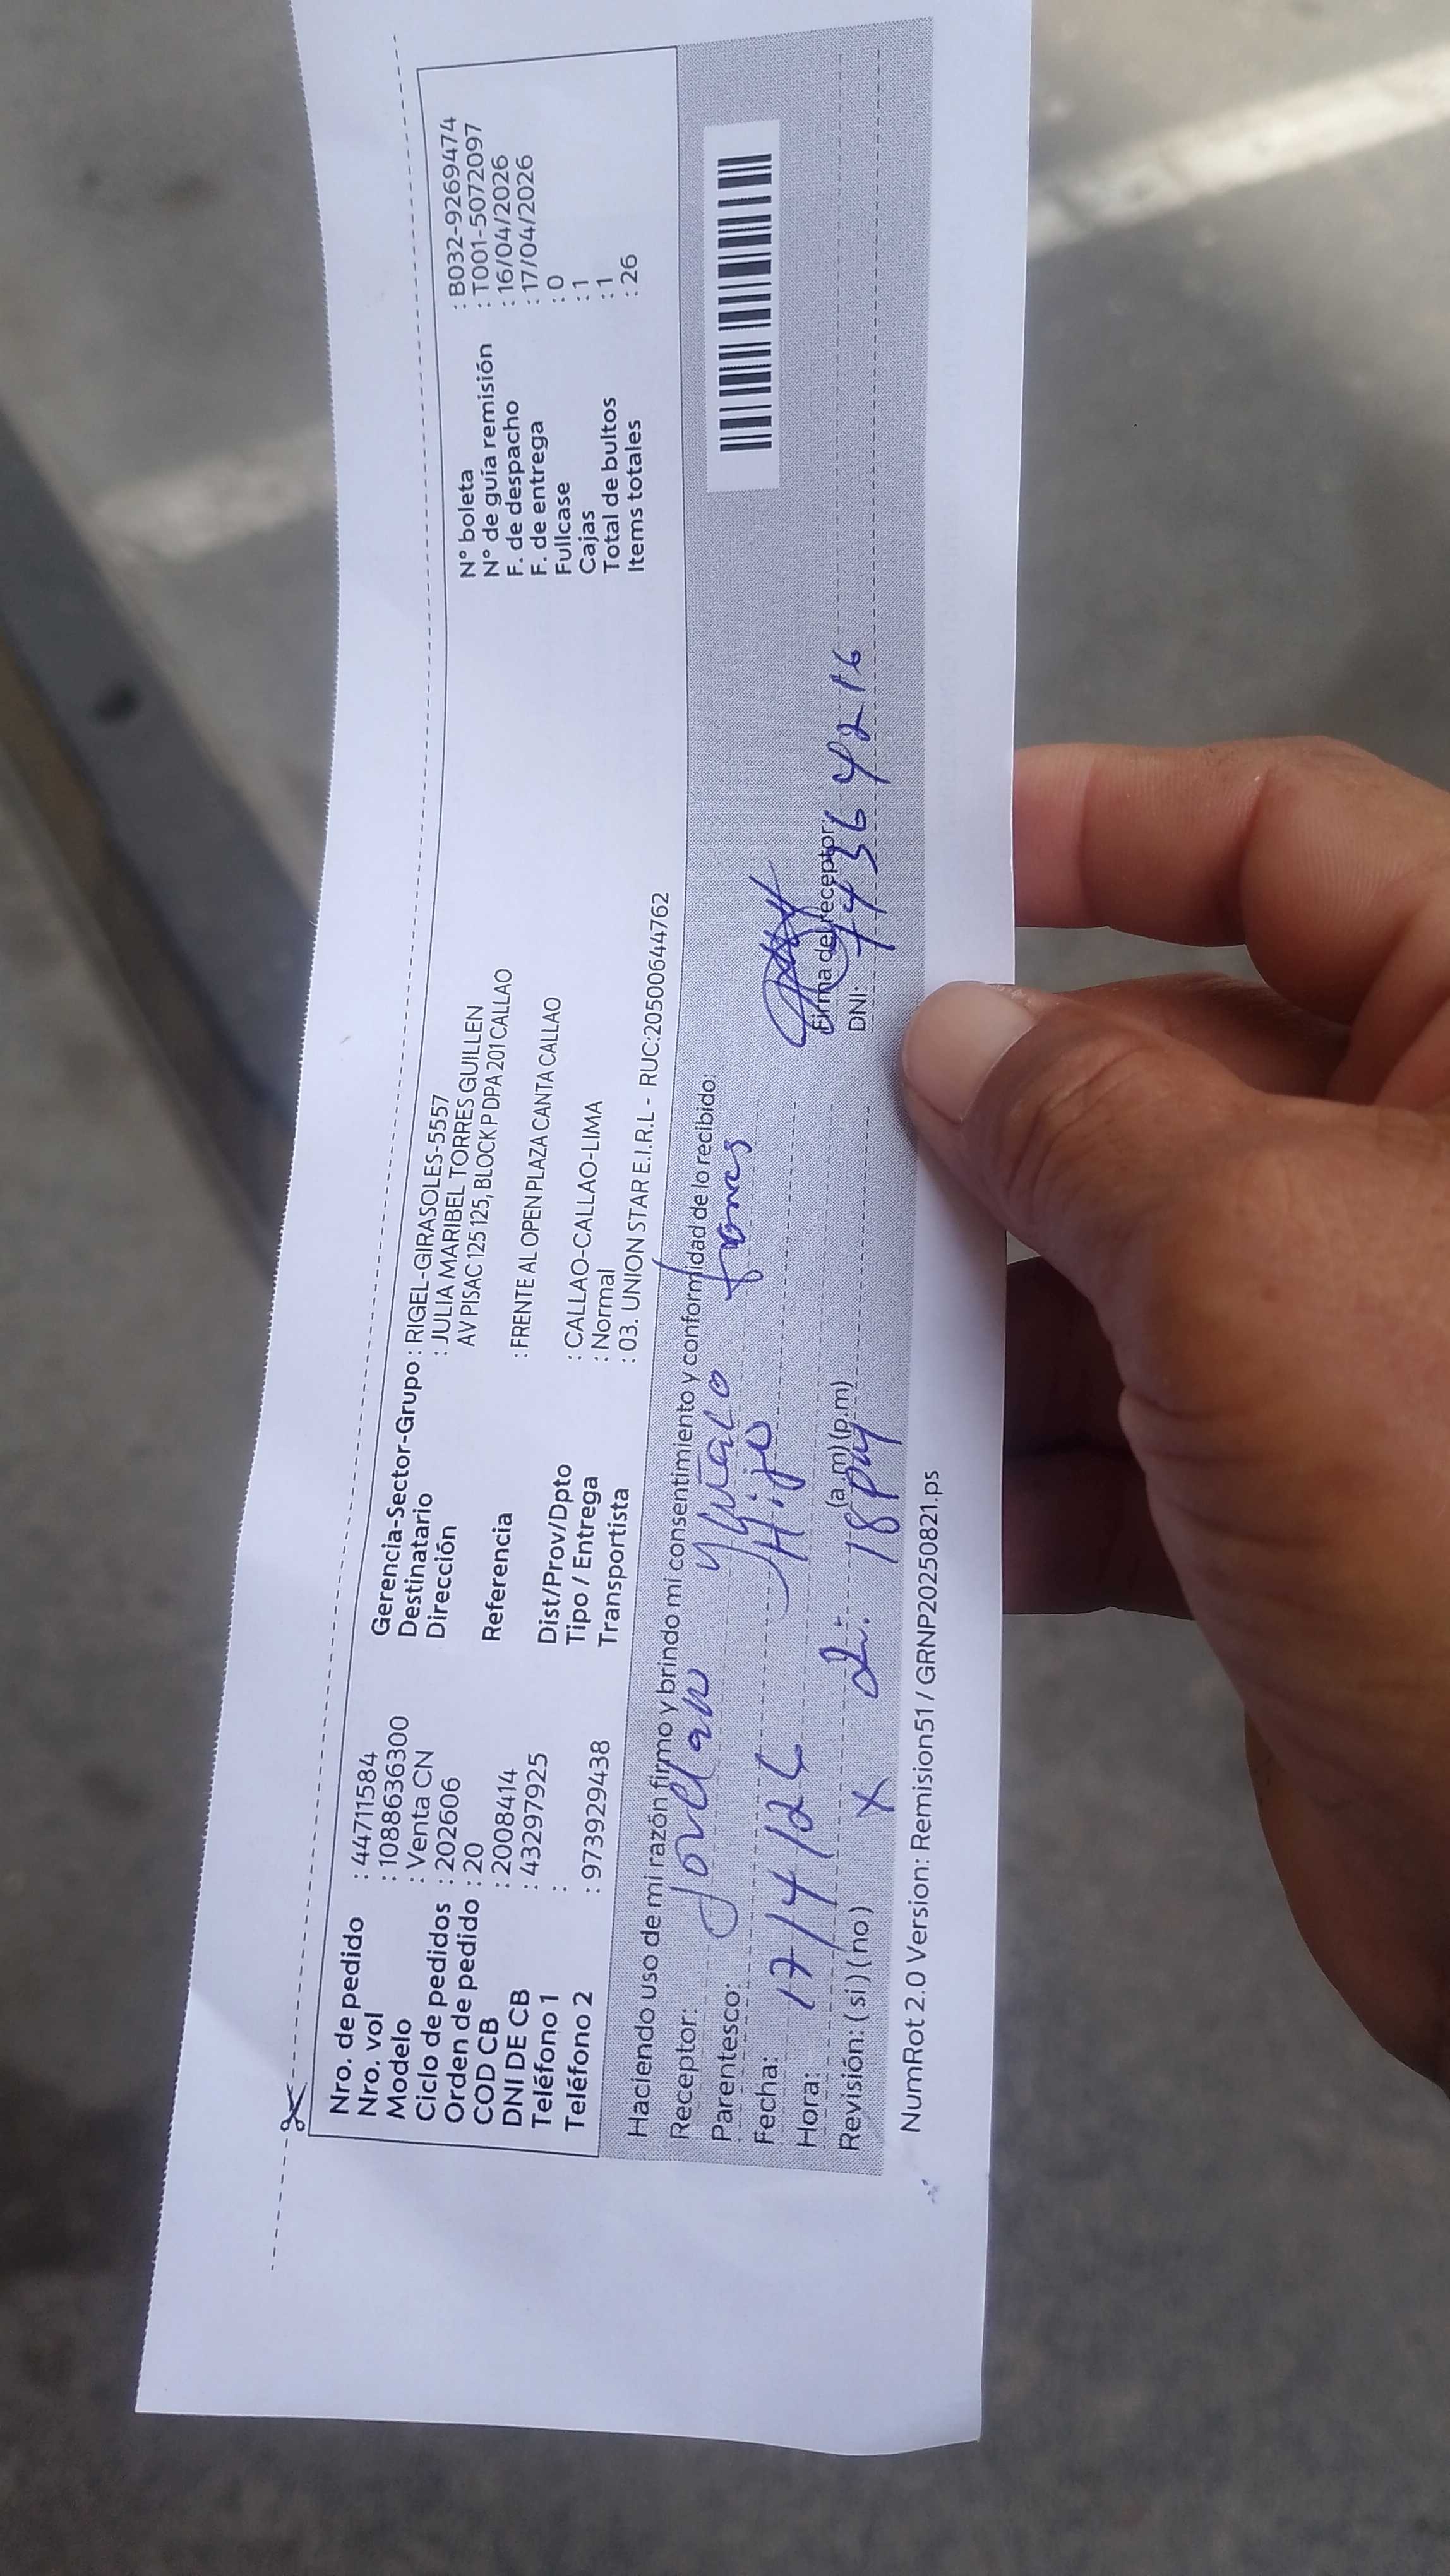 Nro. de pedido : 44711584
Nro. vol : 10886363​00
Modelo : Venta CN
Ciclo de pedidos : 202606
Orden de pedido : 20
COD CB : 2008414
DNI DE CB : 43297925
Teléfono 1 :
Teléfono 2 : 973929438
Gerencia-Sector-Grupo : RIGEL-GIRASOLES-5557
Destinatario : JULIA MARIBEL TORRES GUILLEN
Dirección AV PISAC 125 125, BLOCK P DPA 201 CALLAO
Referencia : FRENTE AL OPEN PLAZA CANTA CALLAO
Dist/Prov/Dpto : CALLAO-CALLAO-LIMA
Tipo / Entrega : Normal
Transportista : 03. UNION STAR E.I.R.L - RUC:20500644762
N° boleta : B032-9269474
N° de guía remisión : T001-5072097
F. de despacho : 16/04/2026
F. de entrega : 17/04/2026
Fullcase : 0
Cajas : 1
Total de bultos : 1
Items totales : 26
Haciendo uso de mi razón firmo y brindo mi consentimiento y conformidad de lo recibido:
Receptor:
Parentesco: Hijo
Fecha: 17/4/26
Hora: 2:18 pm (a.m) (p.m)
Revisión: ( si ) ( no ) x
Firma del receptor:
DNI:
NumRot 2.0 Version: Remision51 / GRNP20250821.ps